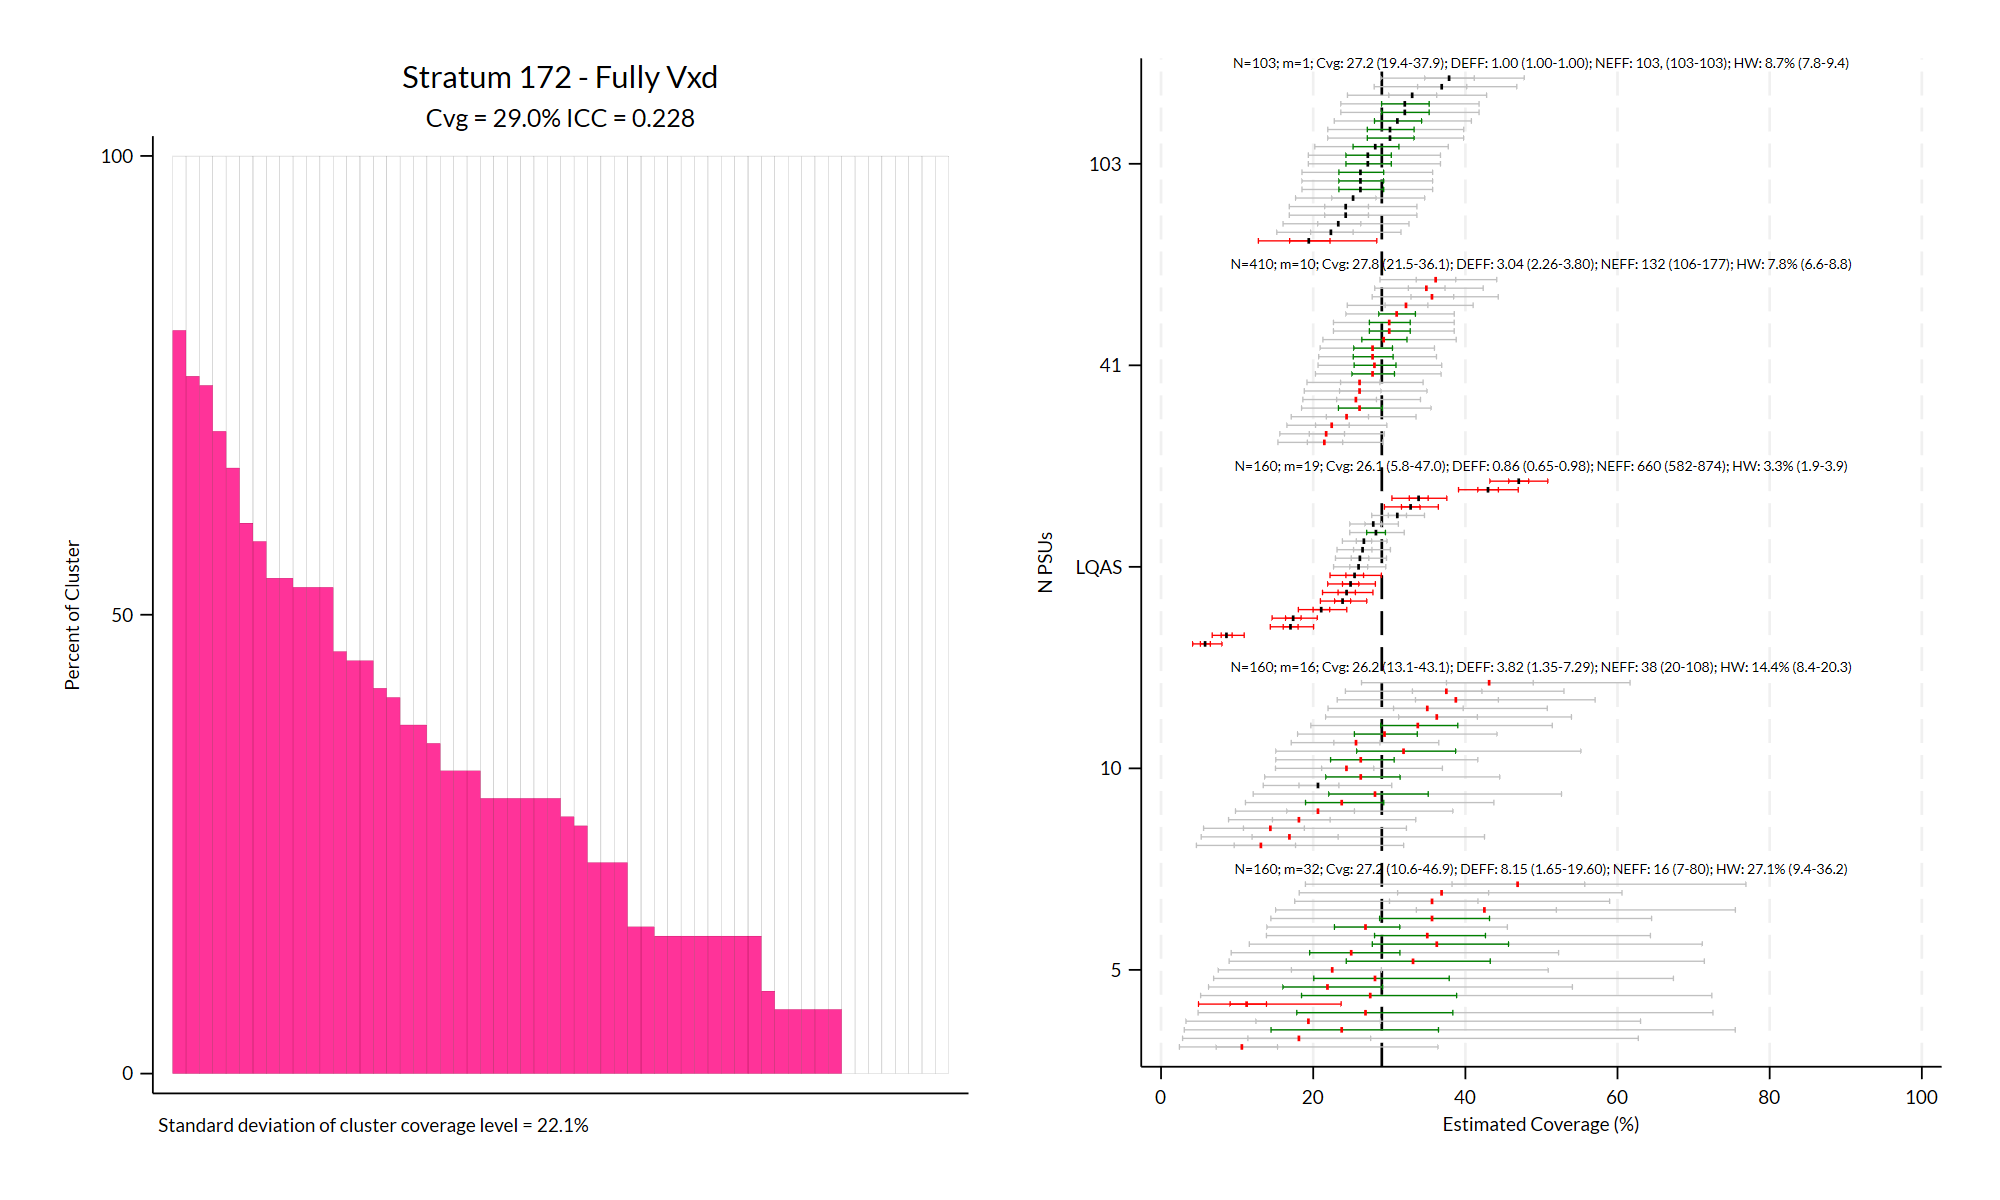 Stratum 172 - Fully Vxd
Cvg = 29.0% ICC = 0.228
Percent of Cluster
100
50
0
Standard deviation of cluster coverage level = 22.1%
N PSUs
N=103; m=1; Cvg: 27.2 (19.4-37.9); DEFF: 1.00 (1.00-1.00); NEFF: 103, (103-103); HW: 8.7% (7.8-9.4)
103
N=410; m=10; Cvg: 27.8 (21.5-36.1); DEFF: 3.04 (2.26-3.80); NEFF: 132 (106-177); HW: 7.8% (6.6-8.8)
41
N=160; m=19; Cvg: 26.1 (5.8-47.0); DEFF: 0.86 (0.65-0.98); NEFF: 660 (582-874); HW: 3.3% (1.9-3.9)
LQAS
N=160; m=16; Cvg: 26.2 (13.1-43.1); DEFF: 3.82 (1.35-7.29); NEFF: 38 (20-108); HW: 14.4% (8.4-20.3)
10
N=160; m=32; Cvg: 27.2 (10.6-46.9); DEFF: 8.15 (1.65-19.60); NEFF: 16 (7-80); HW: 27.1% (9.4-36.2)
5
0 20 40 60 80 100
Estimated Coverage (%)